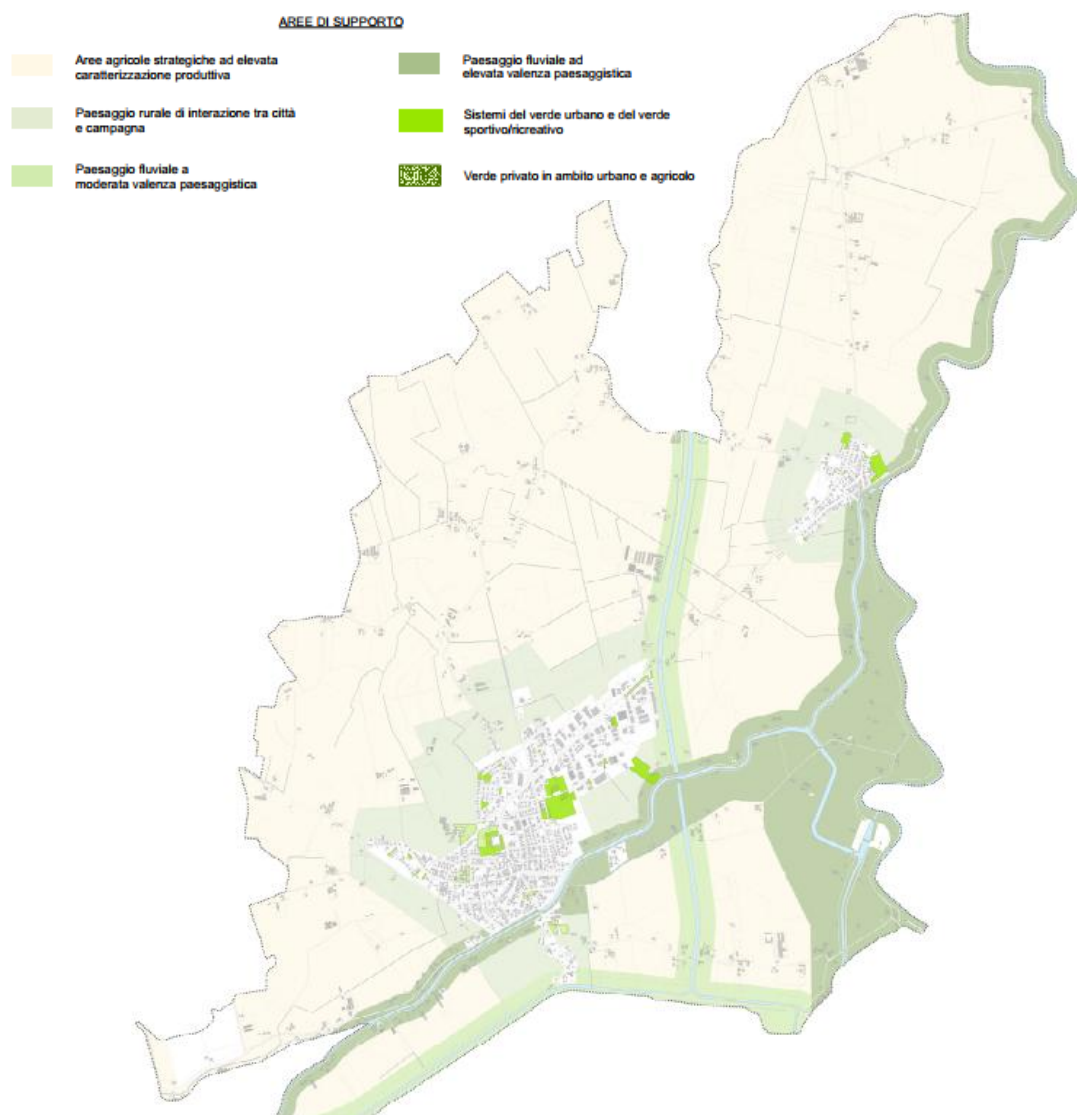 AREE DI SUPPORTO
Aree agricole strategiche ad elevata
caratterizzazione produttiva
Paesaggio rurale di interazione tra città
e campagna
Paesaggio fluviale a
moderata valenza paesaggistica
Paesaggio fluviale ad
elevata valenza paesaggistica
Sistemi del verde urbano e del verde
sportivo/ricreativo
Verde privato in ambito urbano e agricolo